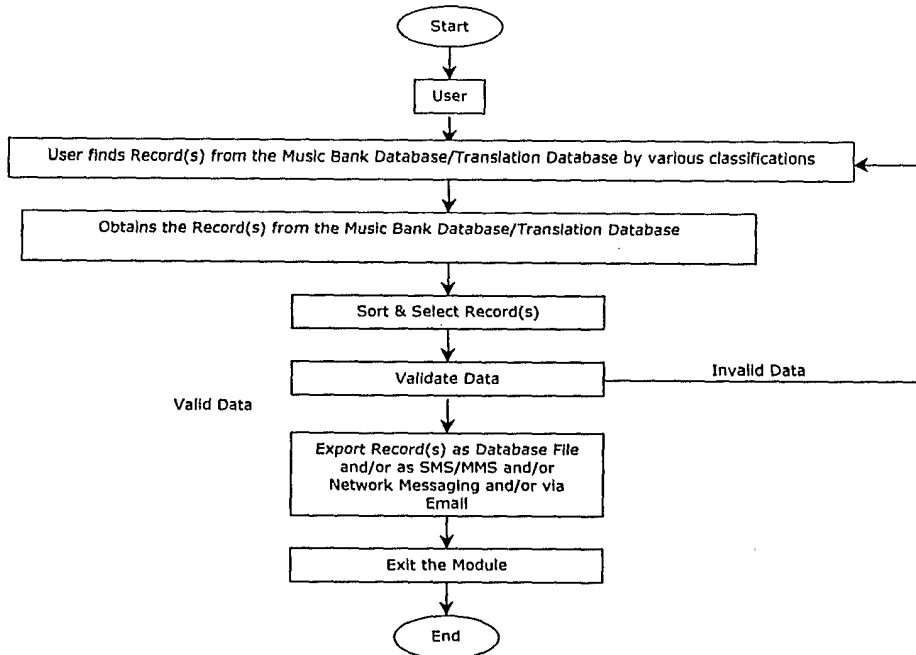 Start
User
User finds Record(s) from the Music Bank Database/Translation Database by various classifications
Obtains the Record(s) from the Music Bank Database/Translation Database
Sort & Select Record(s)
Validate Data
Invalid Data
Valid Data
Export Record(s) as Database File
and/or as SMS/MMS and/or
Network Messaging and/or via
Email
Exit the Module
End